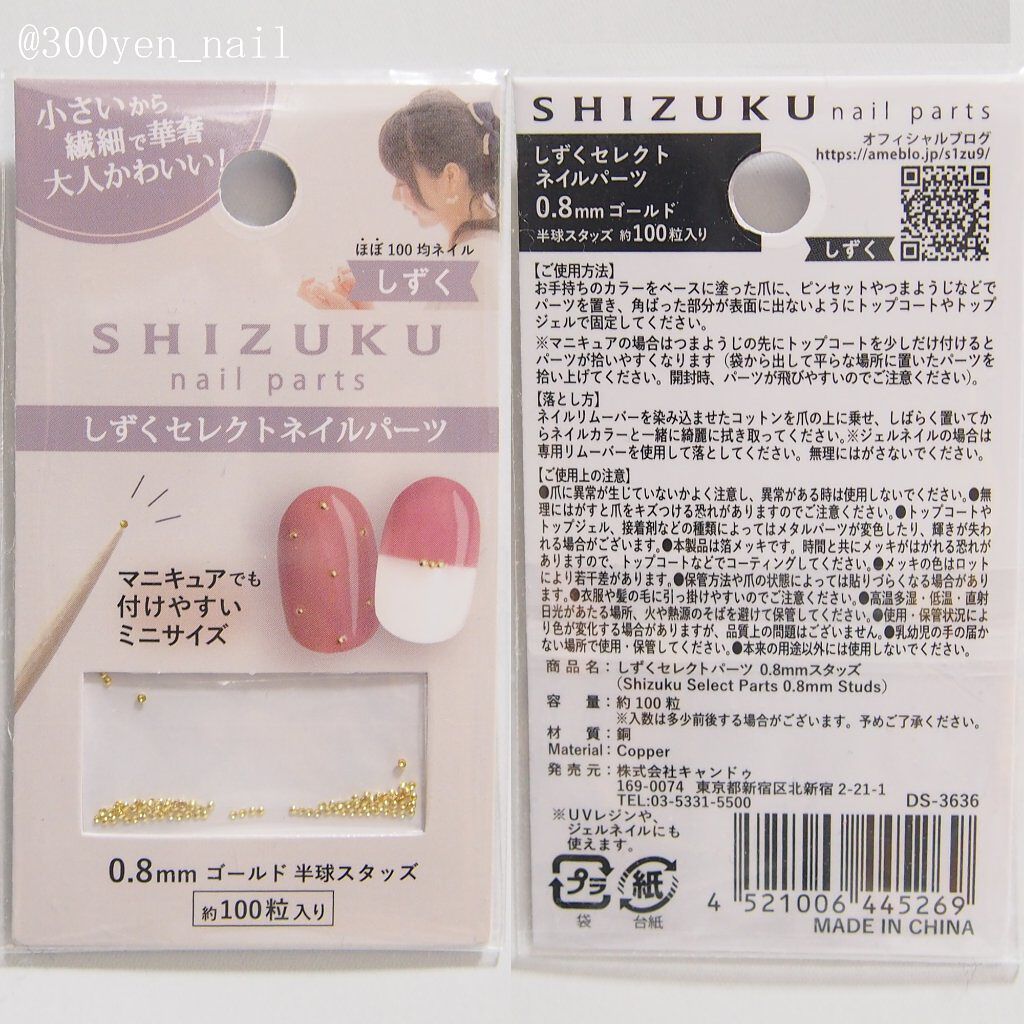 @300yen_nail
小さいから
繊細で華奢
大人かわいい!
ほぼ100均ネイル
しずく
SHIZUKU
nail parts
しずくセレクトネイルパーツ
マニキュアでも
付けやすい
ミニサイズ
0.8mm ゴールド 半球スタッズ
約100粒入り
SHIZUKU nail parts
オフィシャルブログ
https://ameblo.jp/s1zu9/
しずくセレクト
ネイルパーツ
0.8mm ゴールド
半球スタッズ 約100粒入り
しずく
【ご使用方法】
お手持ちのカラーをベースに塗った爪に、ピンセットやつまようじなどで
パーツを置き、角ばった部分が表面に出ないようにトップコートやトップ
ジェルで固定してください。
※マニキュアの場合はつまようじの先にトップコートを少しだけ付けると
パーツが拾いやすくなります(袋から出して平らな場所に置いたパーツを
拾い上げてください。開封時、パーツが飛びやすいのでご注意ください)。
【落とし方】
ネイルリムーバーを染み込ませたコットンを爪の上に乗せ、しばらく置いてか
らネイルカラーと一緒に綺麗に拭き取ってください。※ジェルネイルの場合は
専用リムーバーを使用して落としてください。無理にはがさないでください。
【ご使用上の注意】
●爪に異常が生じていないかよく注意し、異常がある時は使用しないでください。●無
理にはがすと爪をキズつける恐れがありますのでご注意ください。●トップコートや
トップジェル、接着剤などの種類によってはメタルパーツが変色したり、輝きが失わ
れる場合がございます。●本製品は箔メッキです。時間と共にメッキがはがれる恐れが
ありますので、トップコートなどでコーティングしてください。●メッキの色はロット
により若干差があります。●保管方法や爪の状態によっては貼りづらくなる場合があり
ます。●衣服や髪の毛に引っ掛けやすいのでご注意ください。●高温多湿・低温・直射
日光があたる場所、火や熱源のそばを避けて保管してください。●使用・保管状況によ
り色が変化する場合がありますが、品質上の問題はございません。●乳幼児の手の届か
ない場所で使用・保管してください。●本来の用途以外には使用しないでください。
商品名:しずくセレクトパーツ 0.8mmスタッズ
(Shizuku Select Parts 0.8mm Studs)
容 量:約100粒
※入数は多少前後する場合がございます。予めご了承ください。
材 質:銅
Material:Copper
発売元:株式会社キャンドゥ
169-0074 東京都新宿区北新宿 2-21-1
TEL:03-5331-5500
DS-3636
※UVレジンや、
ジェルネイルにも
使えます。
プラ
袋
紙
台紙
4 521006 445269
MADE IN CHINA